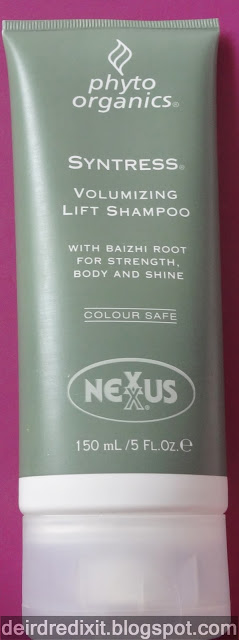 phyto
organics®
SYNTRESS®
VOLUMIZING
LIFT SHAMPOO
WITH BAIZHI ROOT
FOR STRENGTH,
BODY AND SHINE
COLOUR SAFE
NEXXUS®
150 mL /5 FL.OZ.℮
deirdredixit.blogspot.com